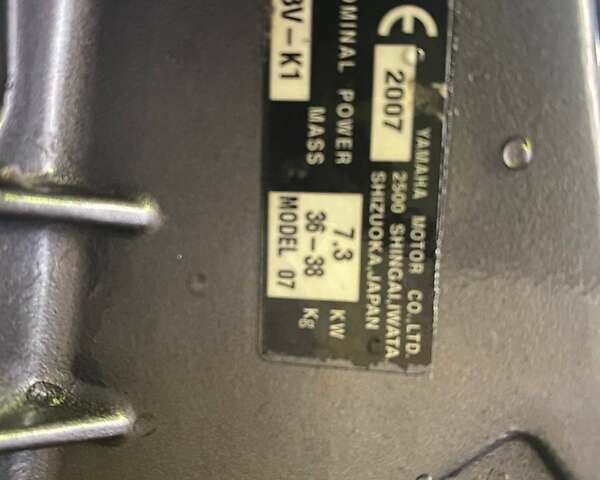 YAMAHA MOTOR CO.,LTD.
2500 SHINGAI,IWATA
SHIZUOKA,JAPAN
CE 2007
POWER 7.3 KW
MASS 36-38 Kg
BV-K1 MODEL 07